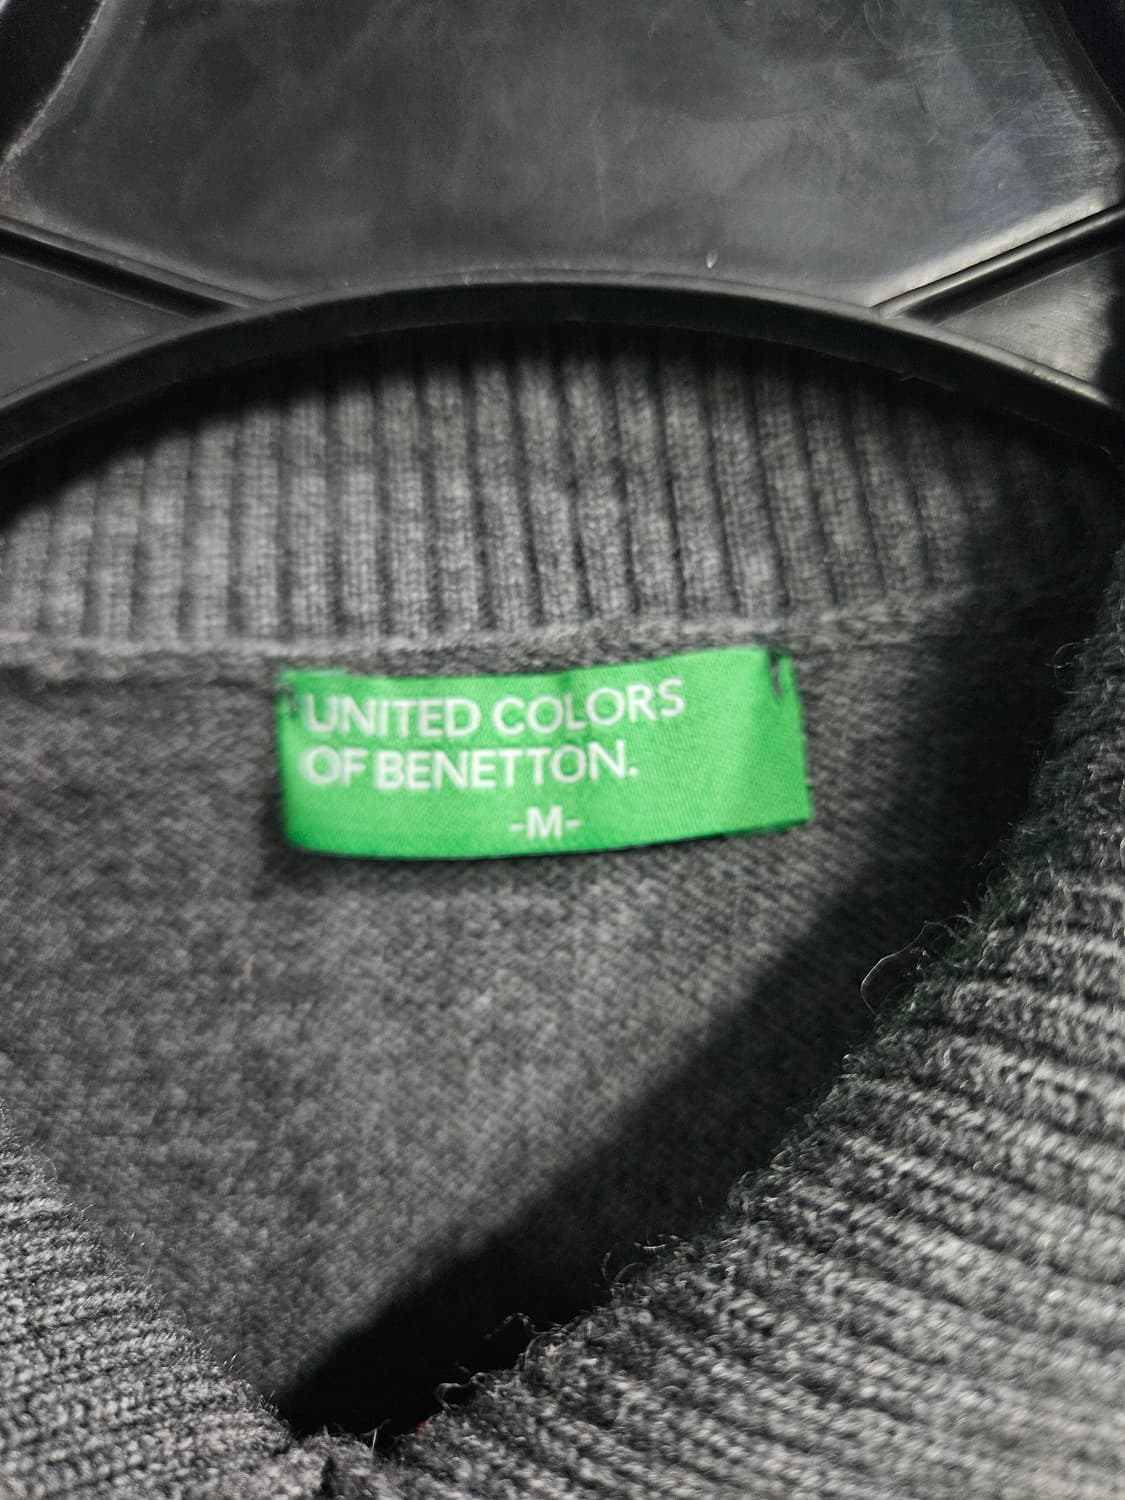 UNITED COLORS
OF BENETTON.
-M-